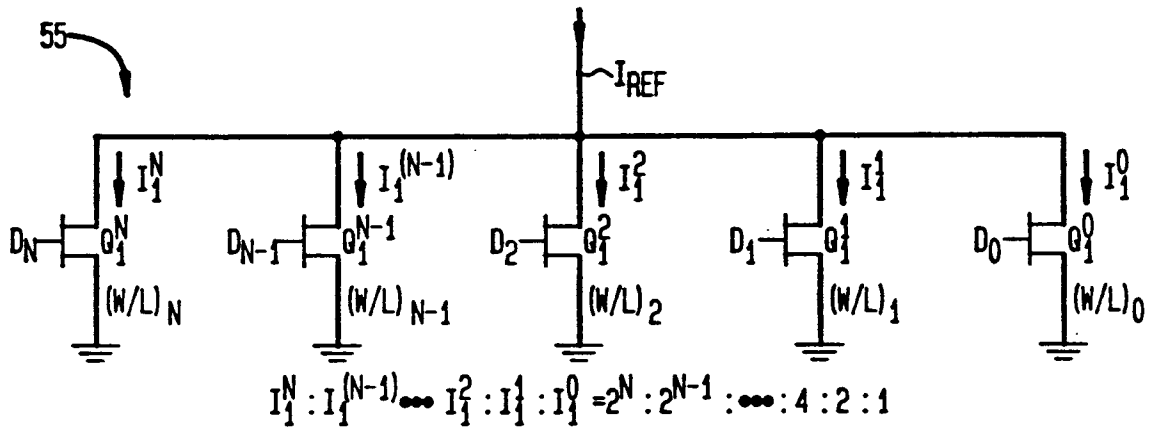 55
I_REF
I_1^N I_1^(N-1) I_1^2 I_1^1 I_1^0
D_N Q_1^N D_N-1 Q_1^N-1 D_2 Q_1^2 D_1 Q_1^1 D_0 Q_1^0
(W/L)_N (W/L)_N-1 (W/L)_2 (W/L)_1 (W/L)_0
I_1^N : I_1^(N-1) ••• I_1^2 : I_1^1 : I_1^0 = 2^N : 2^N-1 : ••• : 4 : 2 : 1